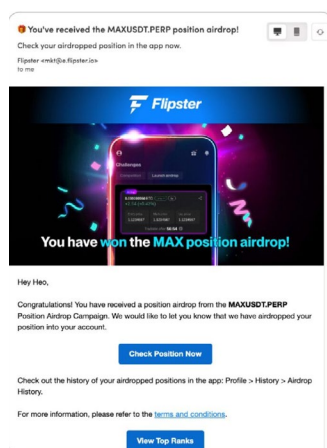 You've received the MAXUSDT.PERP position airdrop!
Check your airdropped position in the app now.
Flipster <mkt@e.flipster.io>
to me
Flipster
Challenges
Competition Launch airdrop
You have won the MAX position airdrop!
Hey Heo,
Congratulations! You have received a position airdrop from the MAXUSDT.PERP
Position Airdrop Campaign. We would like to let you know that we have airdropped your
position into your account.
Check Position Now
Check out the history of your airdropped positions in the app: Profile > History > Airdrop
History.
For more information, please refer to the terms and conditions.
View Top Ranks